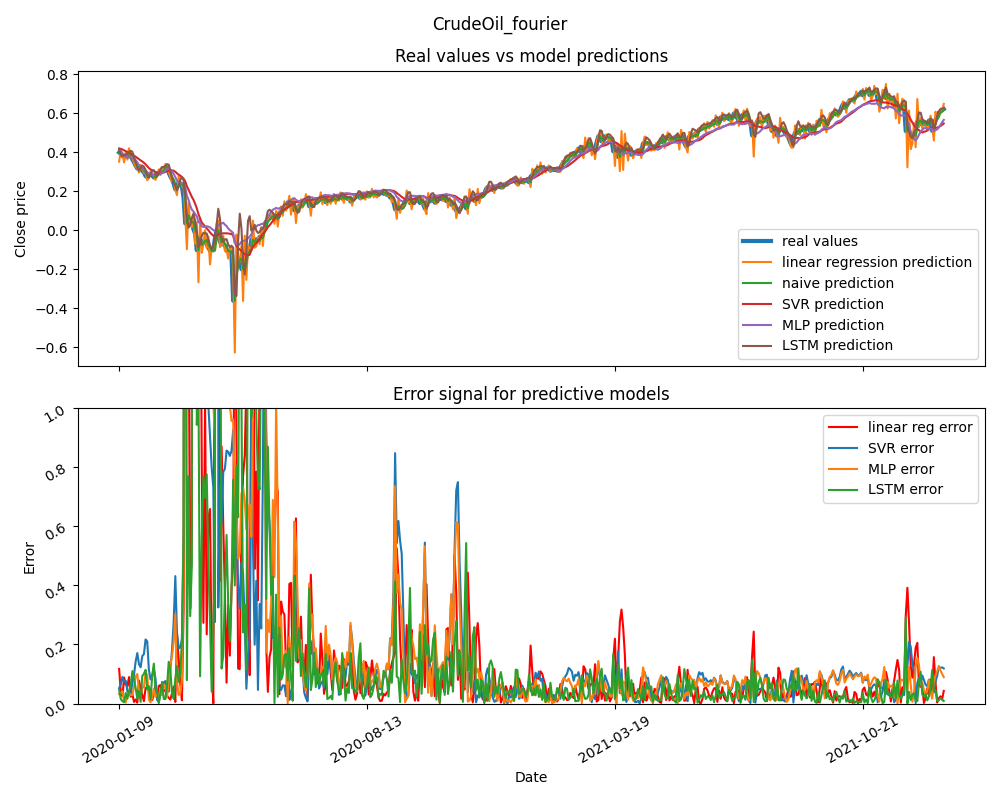 CrudeOil_fourier
Real values vs model predictions
Close price
0.8
0.6
0.4
0.2
0.0
−0.2
−0.4
−0.6
real values
linear regression prediction
naive prediction
SVR prediction
MLP prediction
LSTM prediction
Error signal for predictive models
Error
1.0
0.8
0.6
0.4
0.2
0.0
linear reg error
SVR error
MLP error
LSTM error
2020-01-09
2020-08-13
2021-03-19
2021-10-21
Date